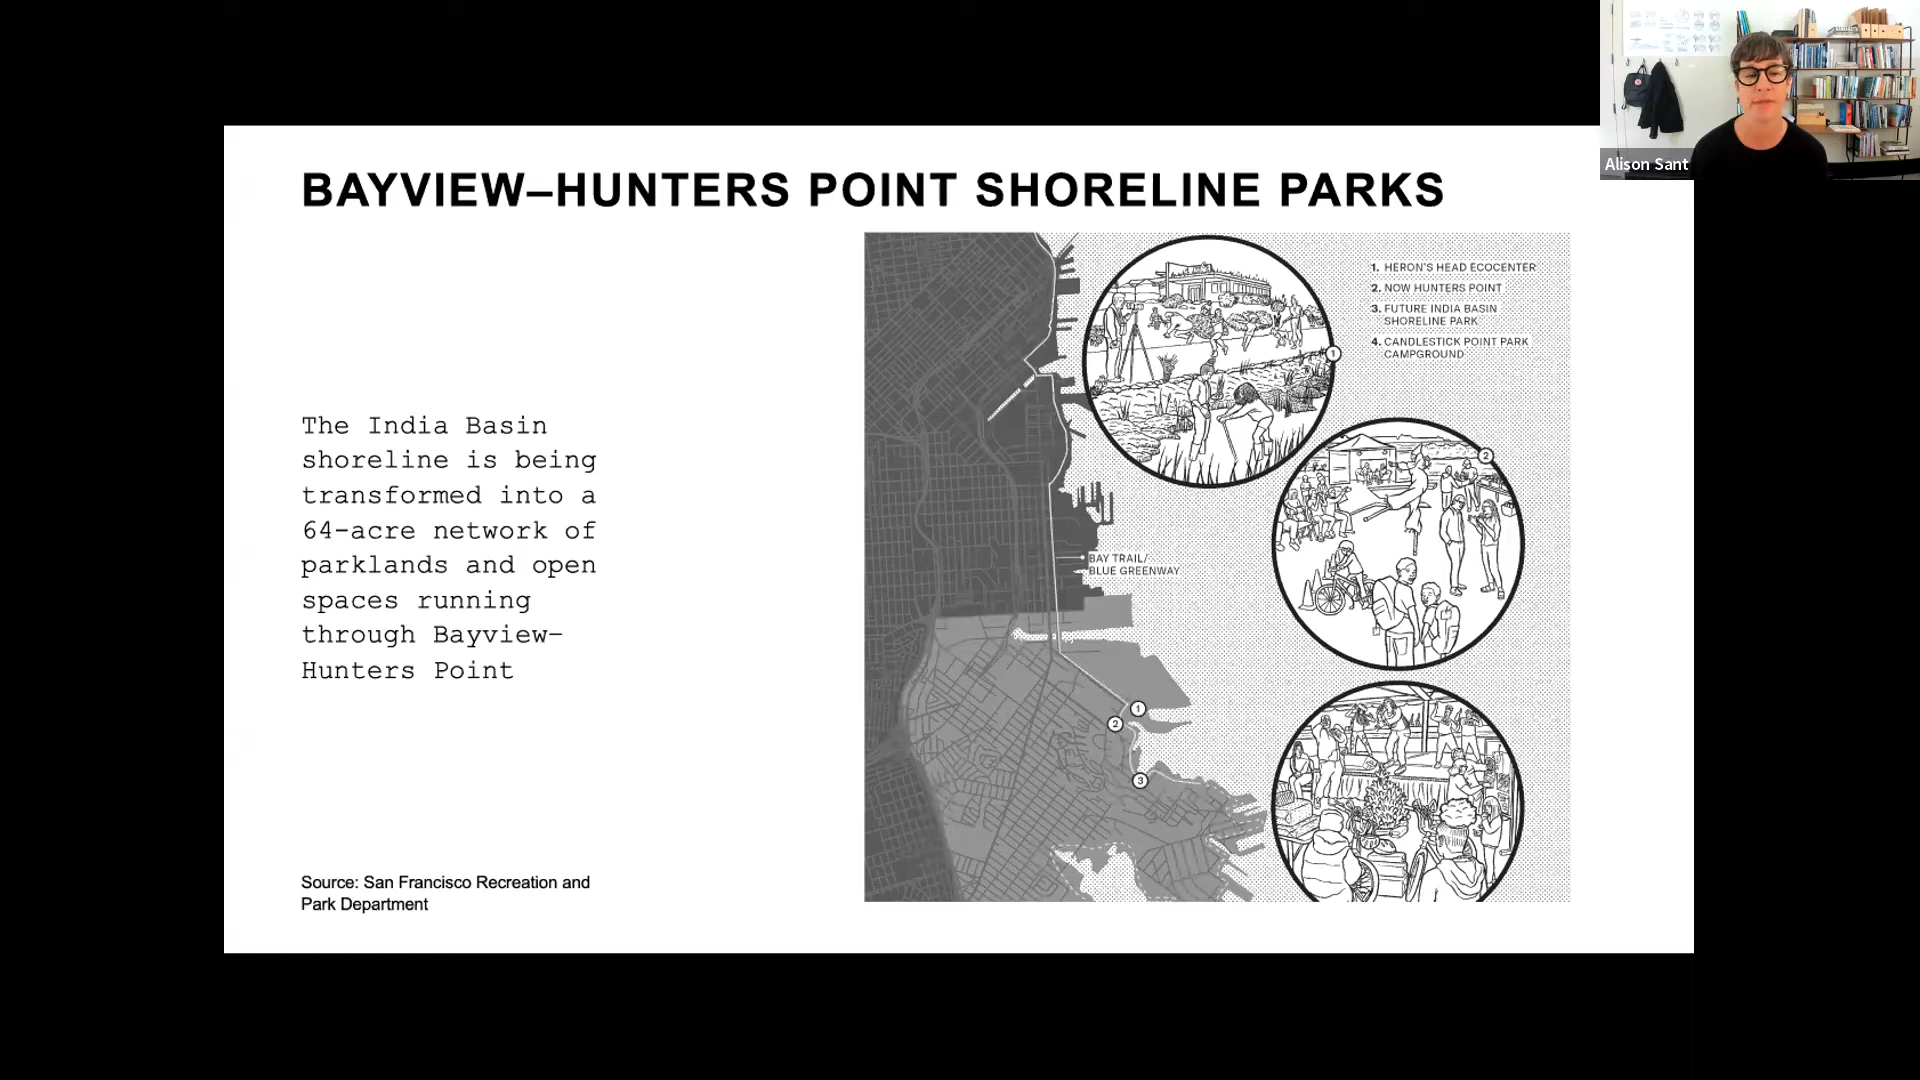 BAYVIEW–HUNTERS POINT SHORELINE PARKS
The India Basin
shoreline is being
transformed into a
64-acre network of
parklands and open
spaces running
through Bayview–
Hunters Point
Source: San Francisco Recreation and
Park Department
1. HERON'S HEAD ECOCENTER
2. NOW HUNTERS POINT
3. FUTURE INDIA BASIN
SHORELINE PARK
4. CANDLESTICK POINT PARK
CAMPGROUND
1
2
BAY TRAIL/
BLUE GREENWAY
1
2
3
Alison Sant